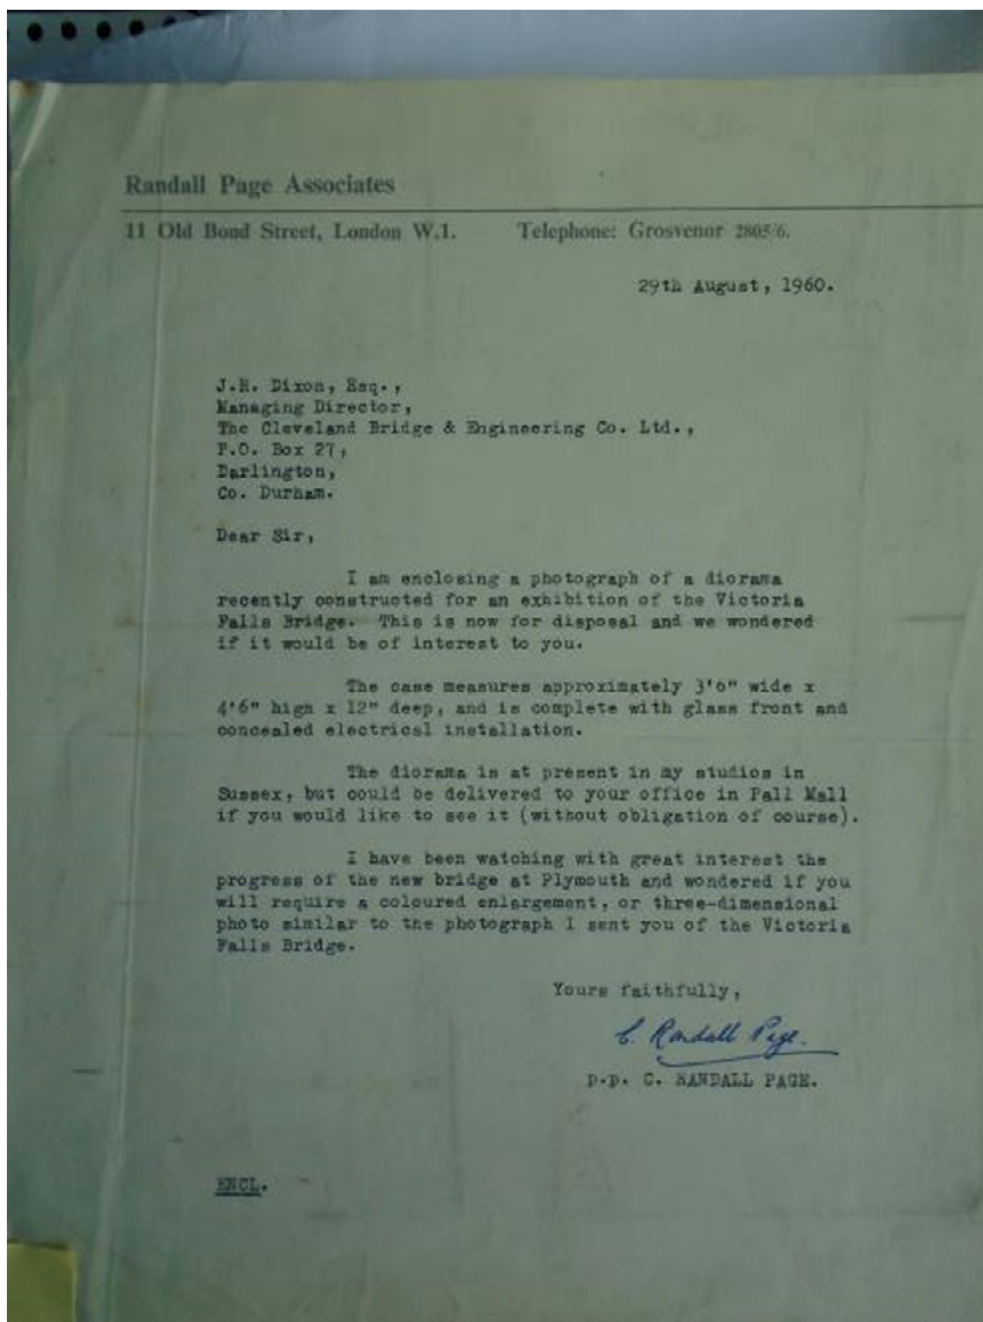 Randall Page Associates
11 Old Bond Street, London W.1. Telephone: Grosvenor 2805/6.
29th August, 1960.
J.H. Dixon, Esq.,
Managing Director,
The Cleveland Bridge & Engineering Co. Ltd.,
P.O. Box 27,
Darlington,
Co. Durham.
Dear Sir,
I am enclosing a photograph of a diorama
recently constructed for an exhibition of the Victoria
Falls Bridge. This is now for disposal and we wondered
if it would be of interest to you.
The case measures approximately 3'6" wide x
4'6" high x 12" deep, and is complete with glass front and
concealed electrical installation.
The diorama is at present in my studios in
Sussex, but could be delivered to your office in Pall Mall
if you would like to see it (without obligation of course).
I have been watching with great interest the
progress of the new bridge at Plymouth and wondered if you
will require a coloured enlargement, or three-dimensional
photo similar to the photograph I sent you of the Victoria
Falls Bridge.
Yours faithfully,
C. Randall Page.
p.p. C. RANDALL PAGE.
ENCL.